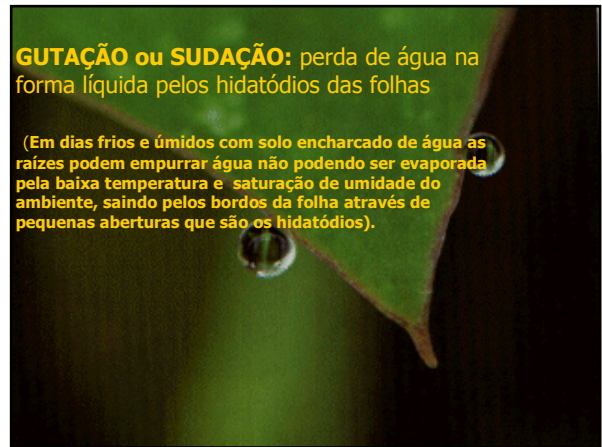 GUTAÇÃO ou SUDAÇÃO: perda de água na
forma líquida pelos hidatódios das folhas
(Em dias frios e úmidos com solo encharcado de água as
raízes podem empurrar água não podendo ser evaporada
pela baixa temperatura e saturação de umidade do
ambiente, saindo pelos bordos da folha através de
pequenas aberturas que são os hidatódios).